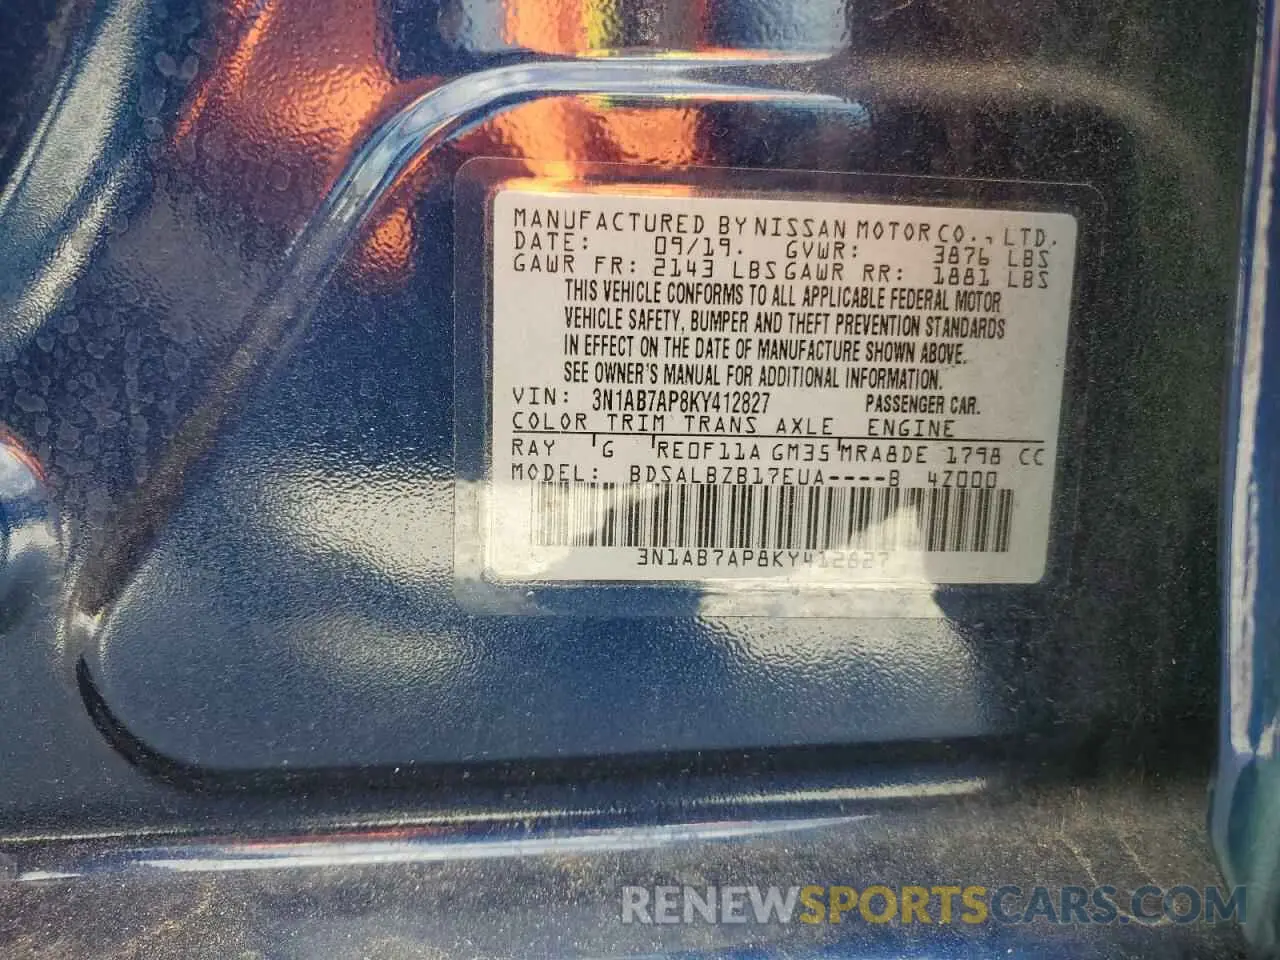 MANUFACTURED BY NISSAN MOTOR CO., LTD.
DATE: 09/19. GVWR: 3876 LBS
GAWR FR: 2143 LBS GAWR RR: 1881 LBS
THIS VEHICLE CONFORMS TO ALL APPLICABLE FEDERAL MOTOR
VEHICLE SAFETY, BUMPER AND THEFT PREVENTION STANDARDS
IN EFFECT ON THE DATE OF MANUFACTURE SHOWN ABOVE.
SEE OWNER'S MANUAL FOR ADDITIONAL INFORMATION.
VIN: 3N1AB7AP8KY412827 PASSENGER CAR.
COLOR TRIM TRANS AXLE ENGINE
RAY G RE0F11A GM35 MRA8DE 1798 CC
MODEL: BDSALBZB17EUA----B 4Z000
3N1AB7AP8KY412827
RENEWSPORTSCARS.COM